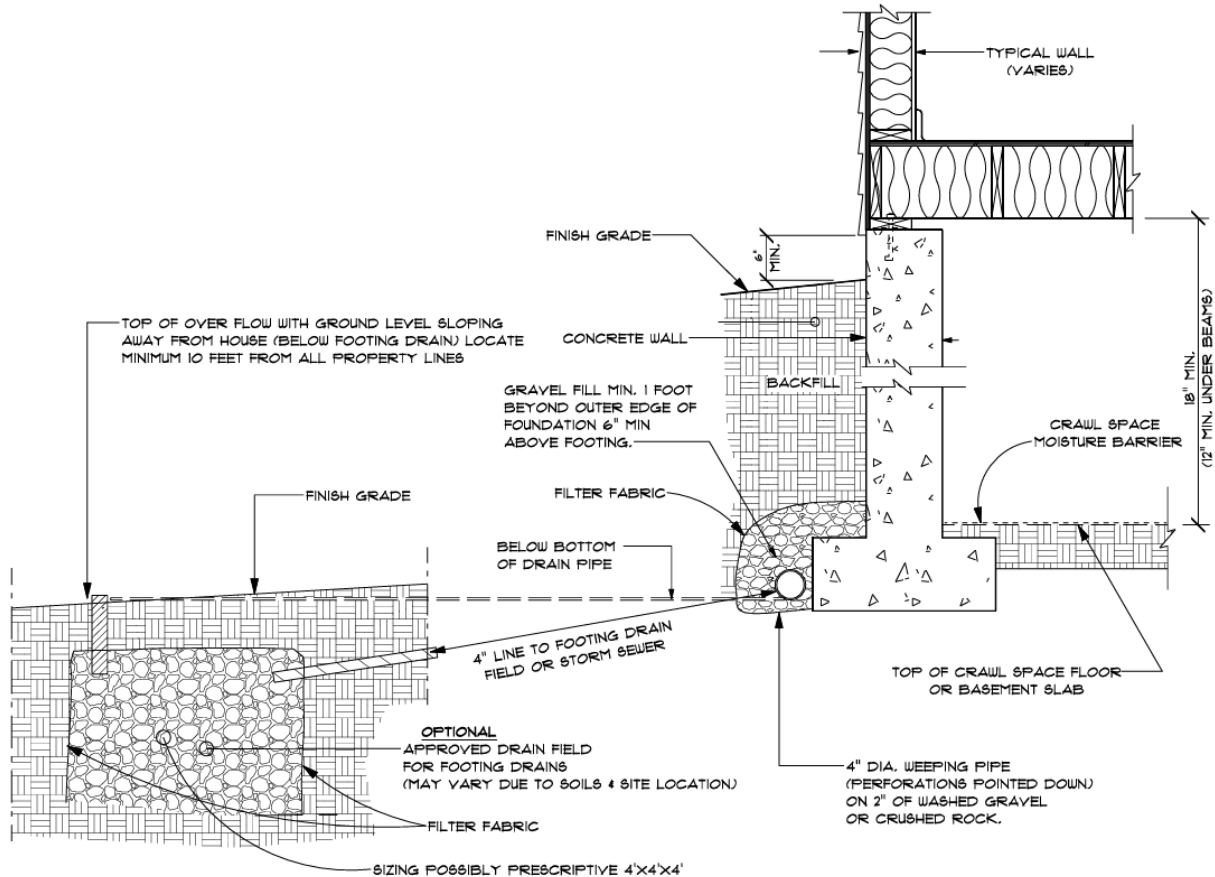 TYPICAL WALL
(VARIES)
FINISH GRADE
6"
MIN.
TOP OF OVER FLOW WITH GROUND LEVEL SLOPING
AWAY FROM HOUSE (BELOW FOOTING DRAIN) LOCATE
MINIMUM 10 FEET FROM ALL PROPERTY LINES
CONCRETE WALL
BACKFILL
GRAVEL FILL MIN. 1 FOOT
BEYOND OUTER EDGE OF
FOUNDATION 6" MIN
ABOVE FOOTING.
18" MIN.
(12" MIN. UNDER BEAMS)
CRAWL SPACE
MOISTURE BARRIER
FINISH GRADE
FILTER FABRIC
BELOW BOTTOM
OF DRAIN PIPE
4" LINE TO FOOTING DRAIN
FIELD OR STORM SEWER
TOP OF CRAWL SPACE FLOOR
OR BASEMENT SLAB
OPTIONAL
APPROVED DRAIN FIELD
FOR FOOTING DRAINS
(MAY VARY DUE TO SOILS & SITE LOCATION)
4" DIA. WEEPING PIPE
(PERFORATIONS POINTED DOWN)
ON 2" OF WASHED GRAVEL
OR CRUSHED ROCK.
FILTER FABRIC
SIZING POSSIBLY PRESCRIPTIVE 4'X4'X4'